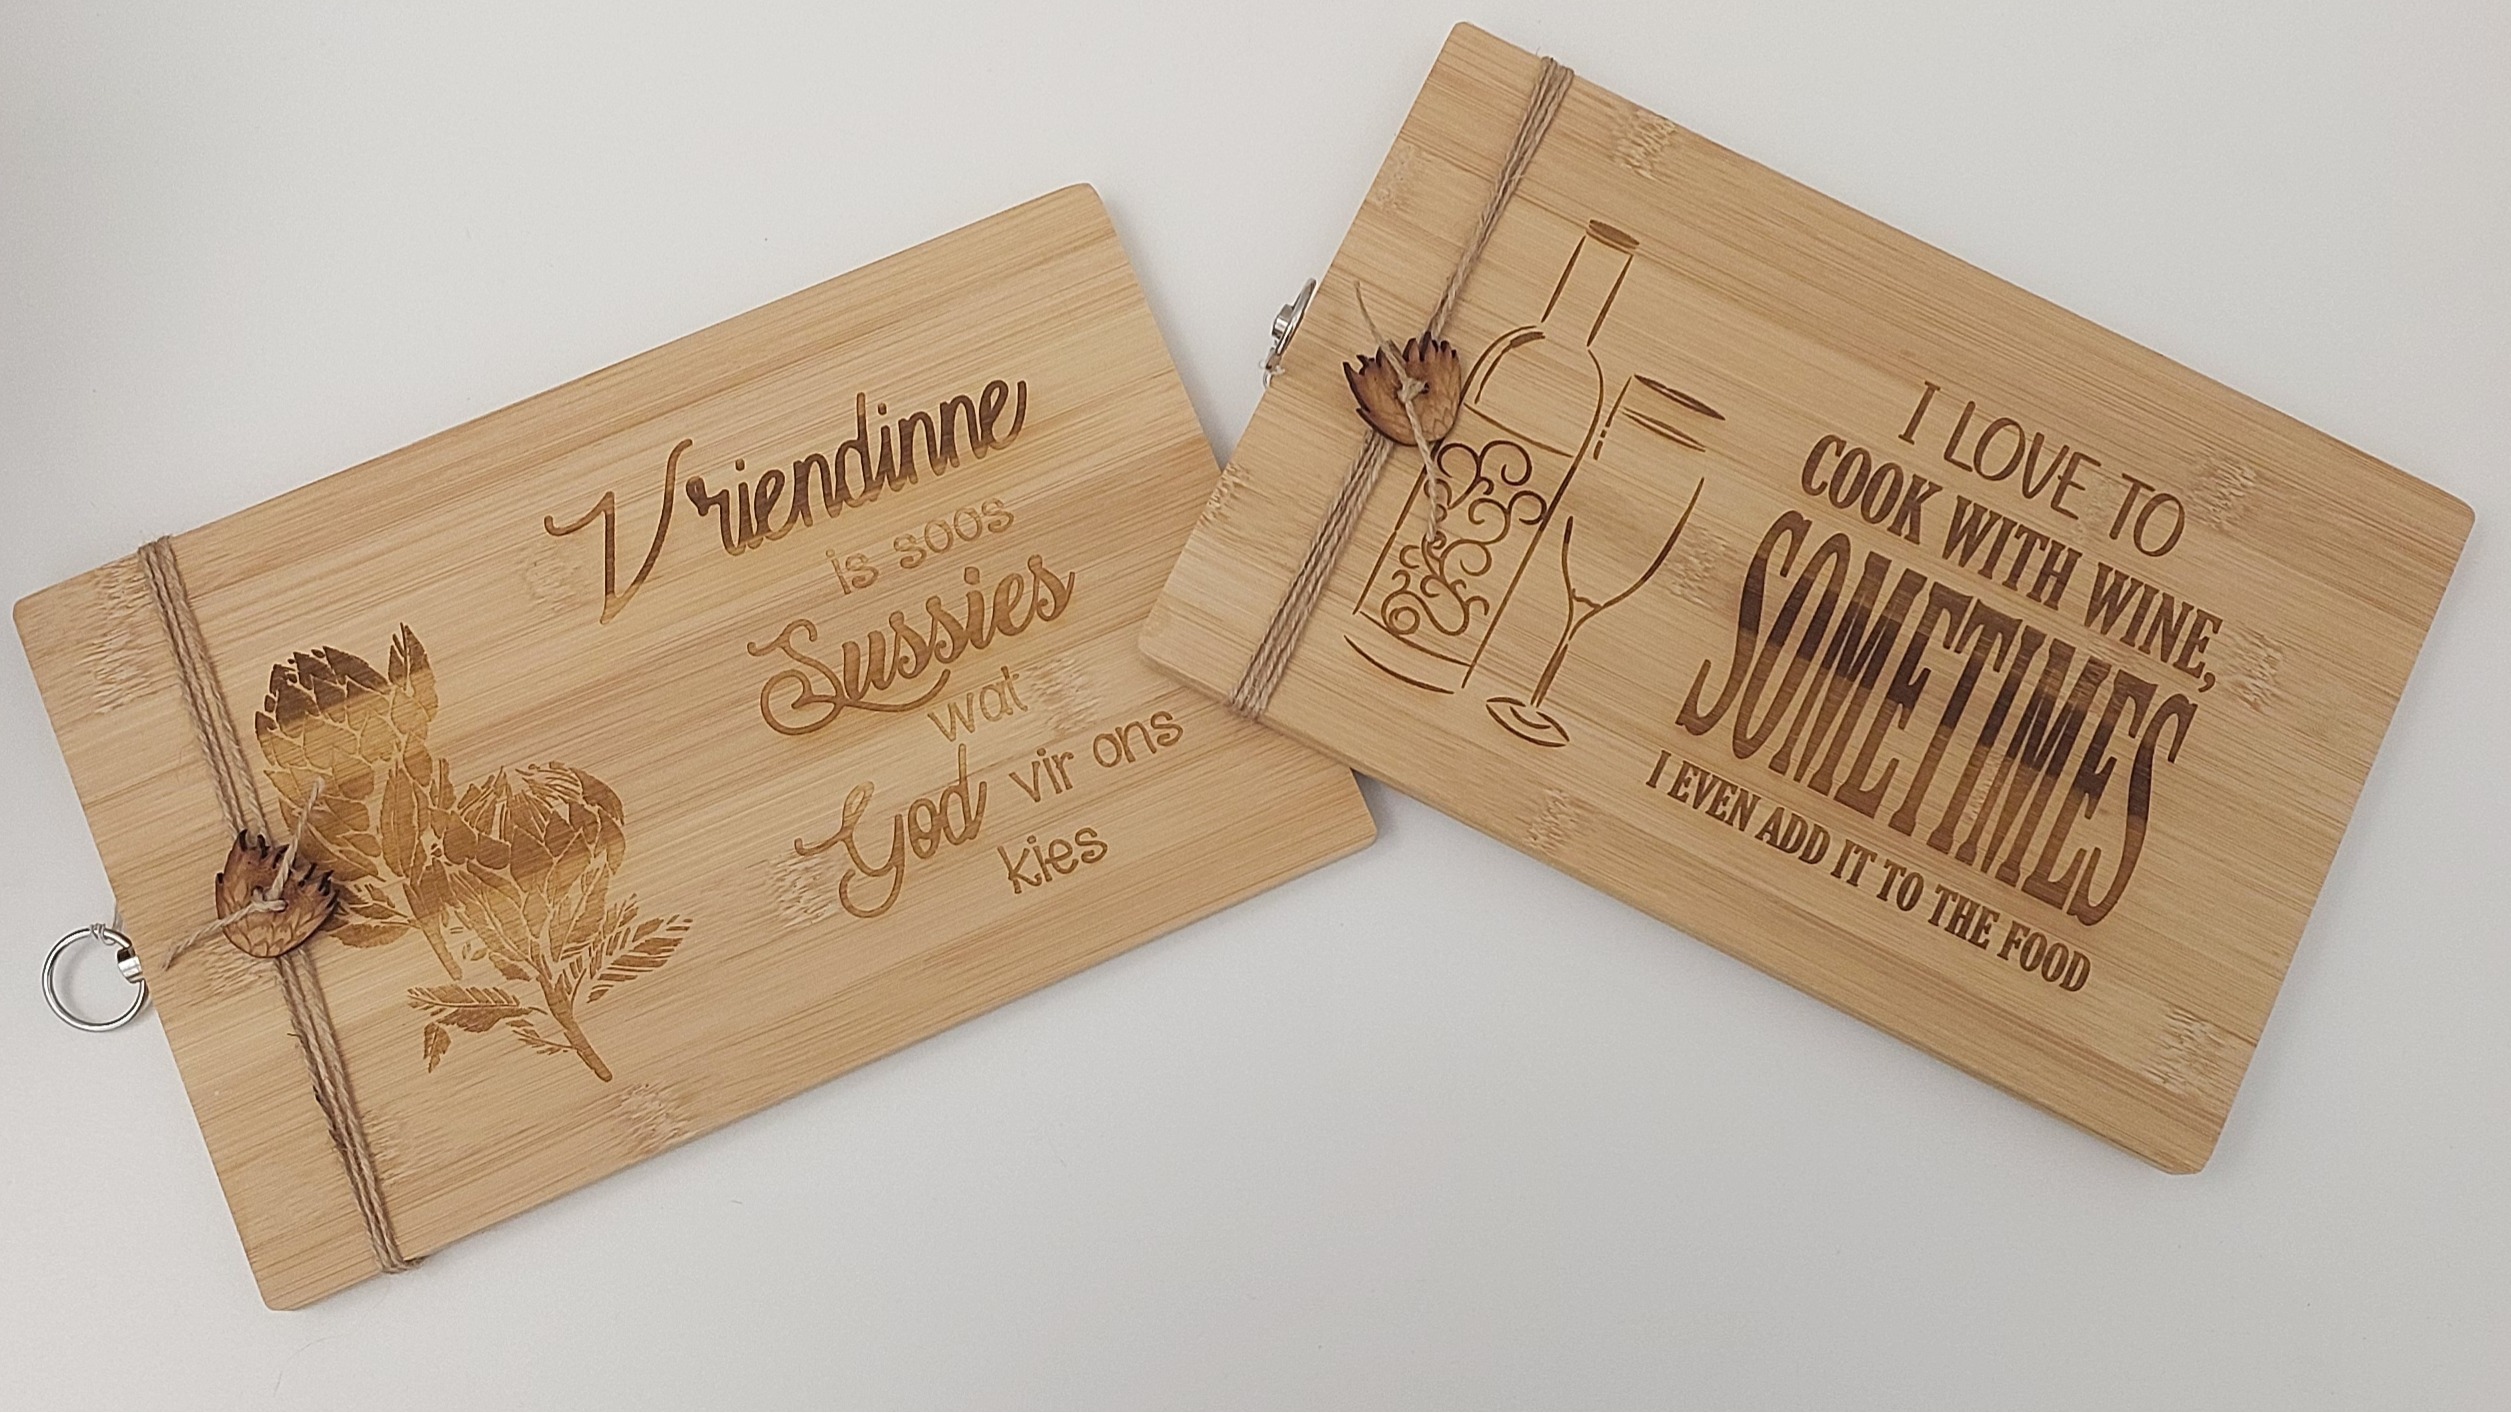 Vriendinne
is soos
Sussies
wat
God vir ons
kies
I LOVE TO
COOK WITH WINE,
SOMETIMES
I EVEN ADD IT TO THE FOOD